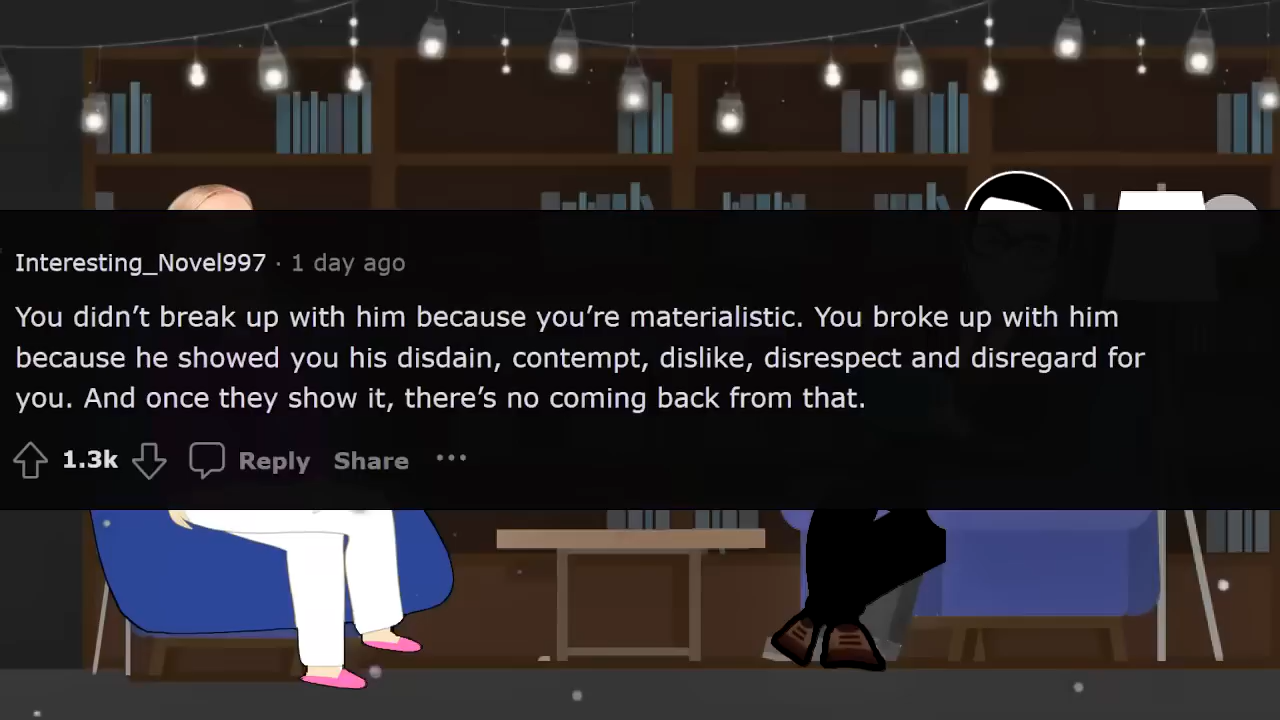 Interesting_Novel997 · 1 day ago
You didn’t break up with him because you’re materialistic. You broke up with him
because he showed you his disdain, contempt, dislike, disrespect and disregard for
you. And once they show it, there’s no coming back from that.
1.3k Reply Share ···